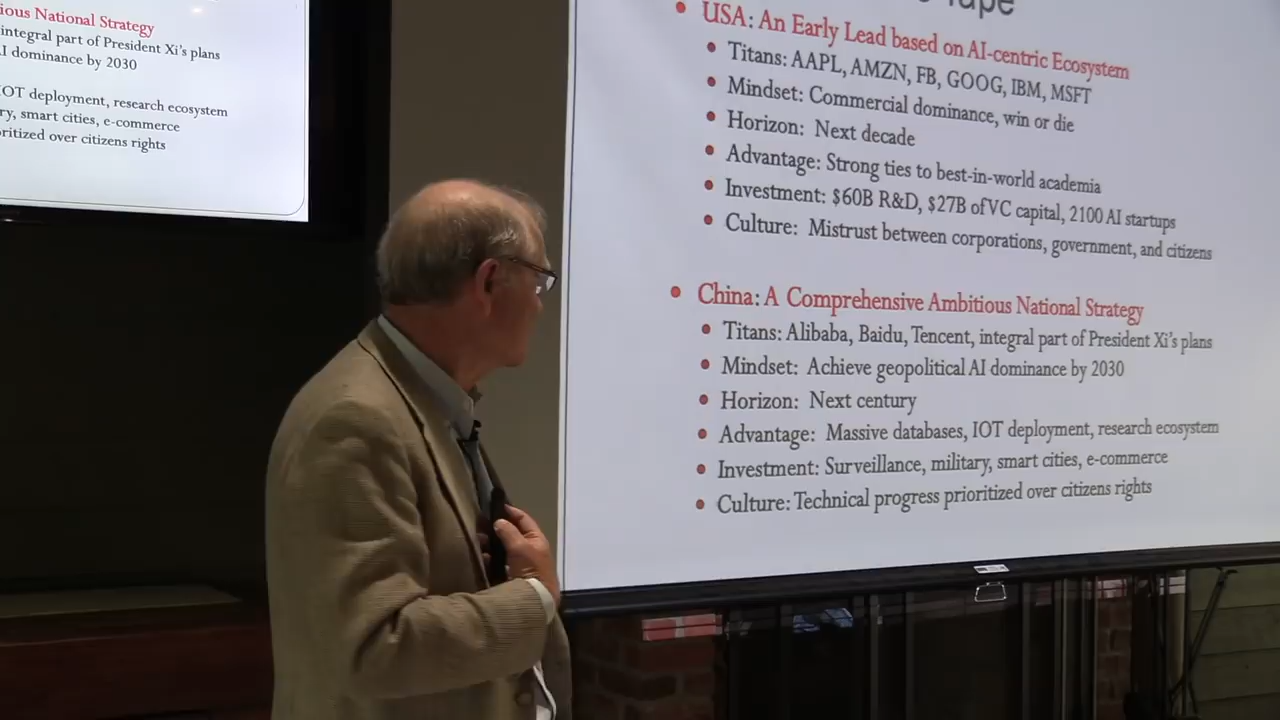 ious National Strategy
integral part of President Xi's plans
AI dominance by 2030
IOT deployment, research ecosystem
ry, smart cities, e-commerce
oritized over citizens rights
Tape
USA: An Early Lead based on AI-centric Ecosystem
Titans: AAPL, AMZN, FB, GOOG, IBM, MSFT
Mindset: Commercial dominance, win or die
Horizon: Next decade
Advantage: Strong ties to best-in-world academia
Investment: $60B R&D, $27B of VC capital, 2100 AI startups
Culture: Mistrust between corporations, government, and citizens
China: A Comprehensive Ambitious National Strategy
Titans: Alibaba, Baidu, Tencent, integral part of President Xi's plans
Mindset: Achieve geopolitical AI dominance by 2030
Horizon: Next century
Advantage: Massive databases, IOT deployment, research ecosystem
Investment: Surveillance, military, smart cities, e-commerce
Culture: Technical progress prioritized over citizens rights